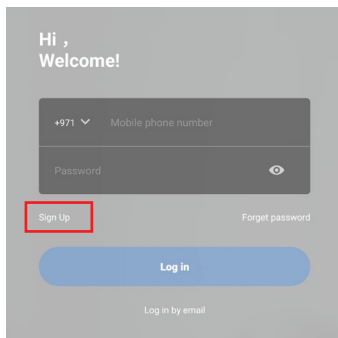 Hi ，
Welcome!
+971 Mobile phone number
Password
Sign Up Forget password
Log in
Log in by email